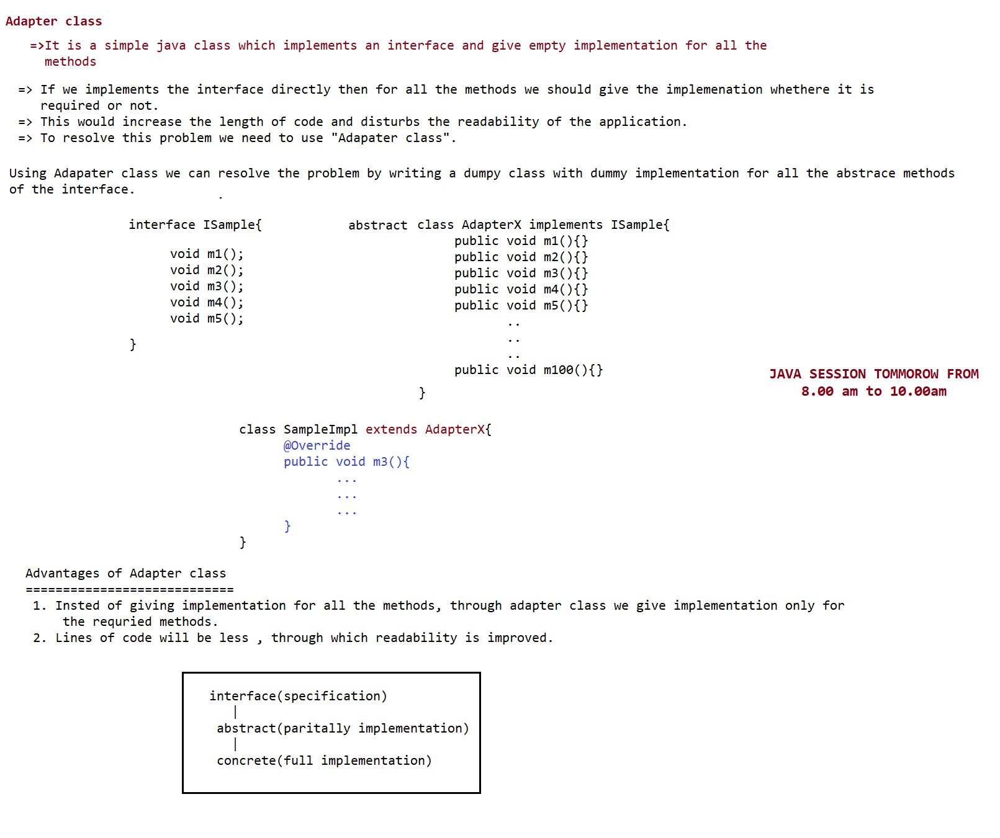 Adapter class
=>It is a simple java class which implements an interface and give empty implementation for all the
methods
=> If we implements the interface directly then for all the methods we should give the implemenation whethere it is
required or not.
=> This would increase the length of code and disturbs the readability of the application.
=> To resolve this problem we need to use "Adapater class".
Using Adapater class we can resolve the problem by writing a dumpy class with dummy implementation for all the abstrace methods
of the interface.
.
interface ISample{
void m1();
void m2();
void m3();
void m4();
void m5();
}
abstract class AdapterX implements ISample{
public void m1(){}
public void m2(){}
public void m3(){}
public void m4(){}
public void m5(){}
..
..
..
public void m100(){}
}
JAVA SESSION TOMMOROW FROM
8.00 am to 10.00am
class SampleImpl extends AdapterX{
@Override
public void m3(){
...
...
...
}
}
Advantages of Adapter class
============================
1. Insted of giving implementation for all the methods, through adapter class we give implementation only for
the requried methods.
2. Lines of code will be less , through which readability is improved.
interface(specification)
|
abstract(paritally implementation)
|
concrete(full implementation)